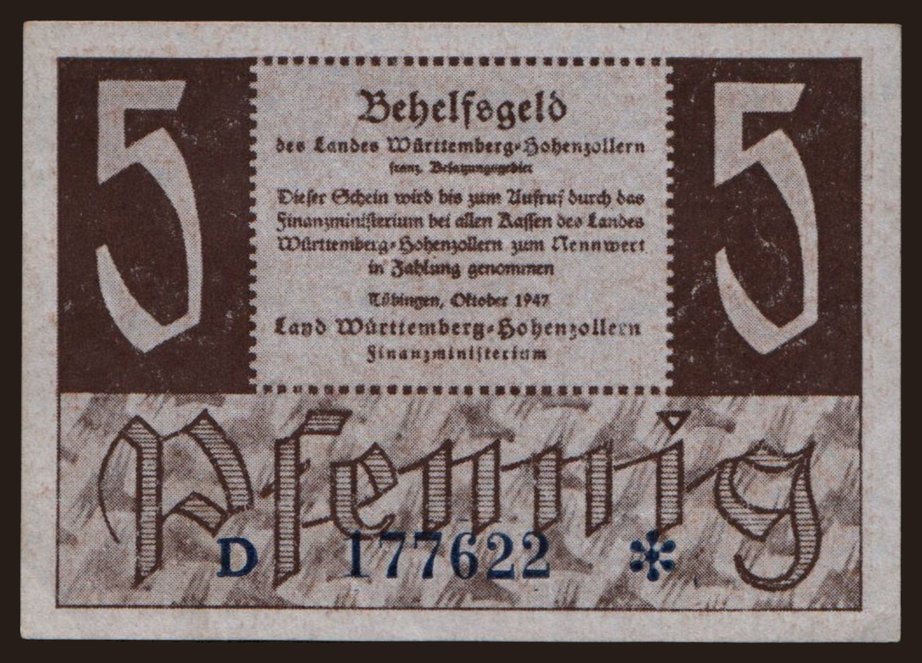 5
5
Behelfsgeld
des Landes Württemberg-Hohenzollern
franz. Besatzungsgebiet
Dieser Schein wird bis zum Aufruf durch das
Finanzministerium bei allen Kassen des Landes
Württemberg-Hohenzollern zum Nennwert
in Zahlung genommen
Tübingen, Oktober 1947
Land Württemberg-Hohenzollern
Finanzministerium
Pfennig
D 177622 *